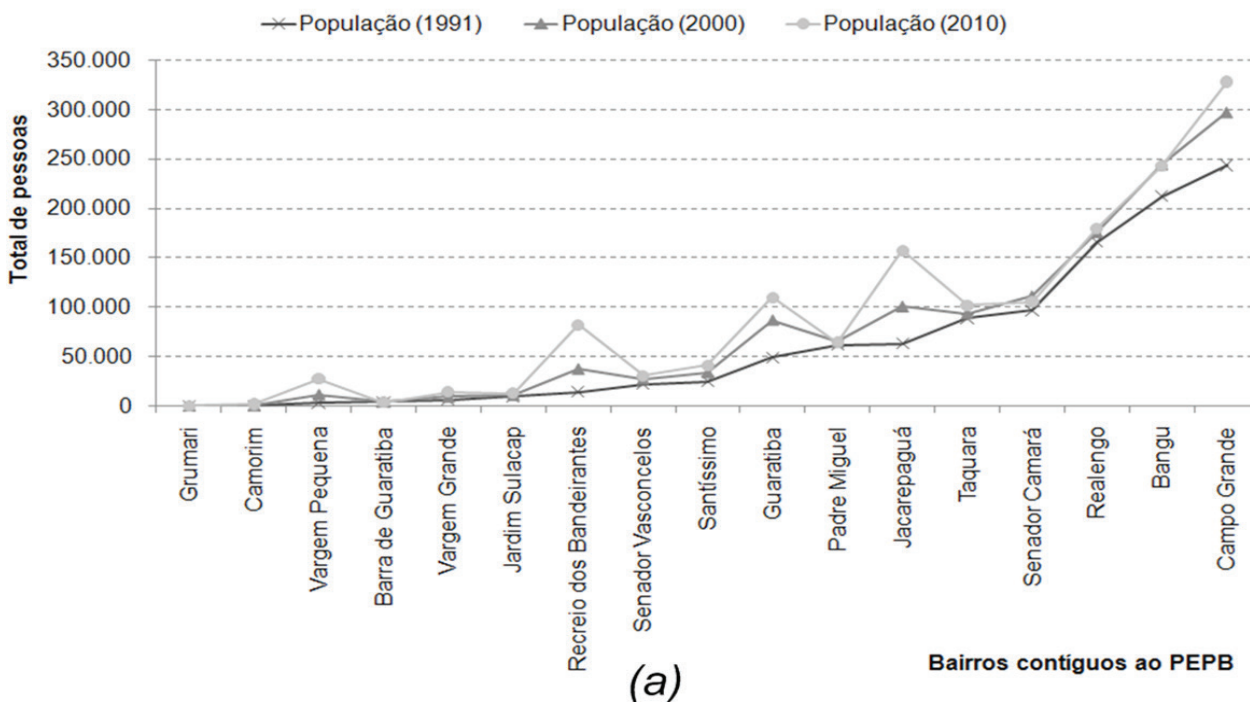 População (1991) População (2000) População (2010)
Total de pessoas
350.000
300.000
250.000
200.000
150.000
100.000
50.000
0
Grumari
Camorim
Vargem Pequena
Barra de Guaratiba
Vargem Grande
Jardim Sulacap
Recreio dos Bandeirantes
Senador Vasconcelos
Santíssimo
Guaratiba
Padre Miguel
Jacarepaguá
Taquara
Senador Camará
Realengo
Bangu
Campo Grande
Bairros contíguos ao PEPB
(a)